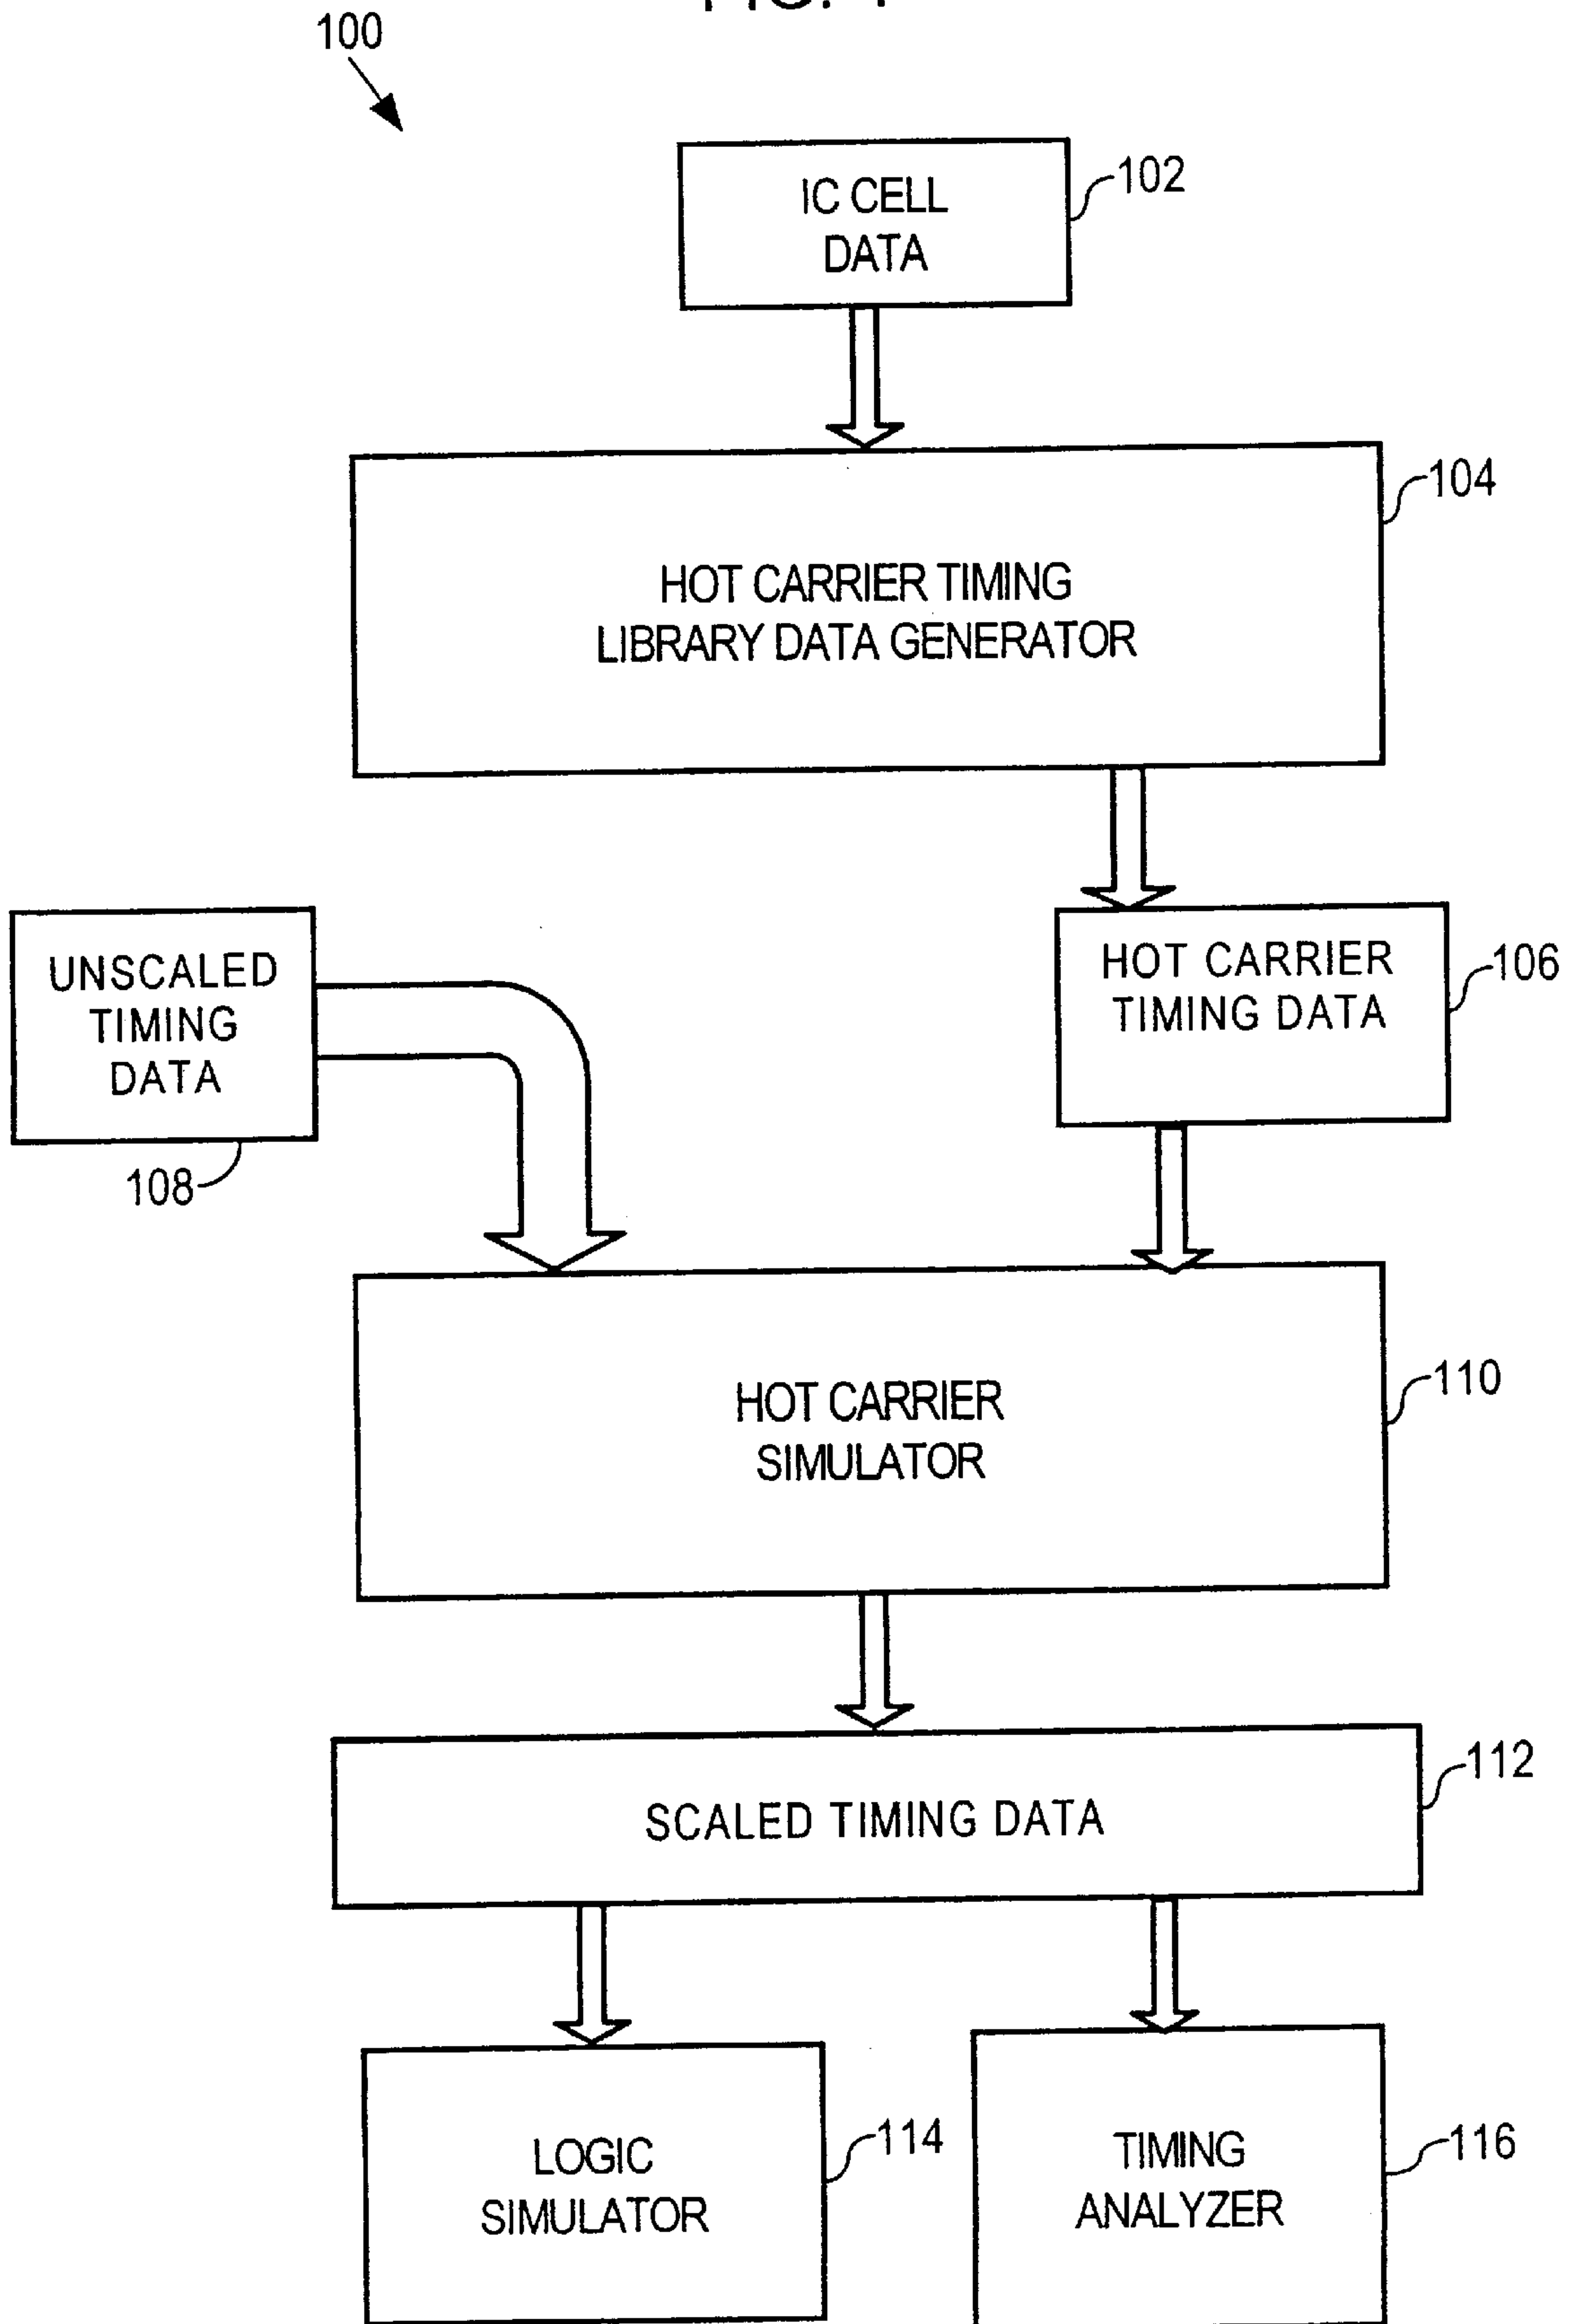 100
IC CELL
DATA
102
HOT CARRIER TIMING
LIBRARY DATA GENERATOR
104
UNSCALED
TIMING
DATA
108
HOT CARRIER
TIMING DATA
106
HOT CARRIER
SIMULATOR
110
SCALED TIMING DATA
112
LOGIC
SIMULATOR
114
TIMING
ANALYZER
116